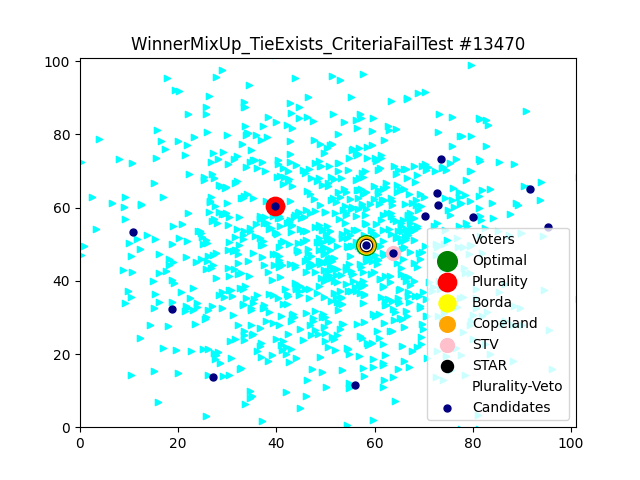 WinnerMixUp_TieExists_CriteriaFailTest #13470
100
80
60
40
20
0
0 20 40 60 80 100
Voters
Optimal
Plurality
Borda
Copeland
STV
STAR
Plurality-Veto
Candidates